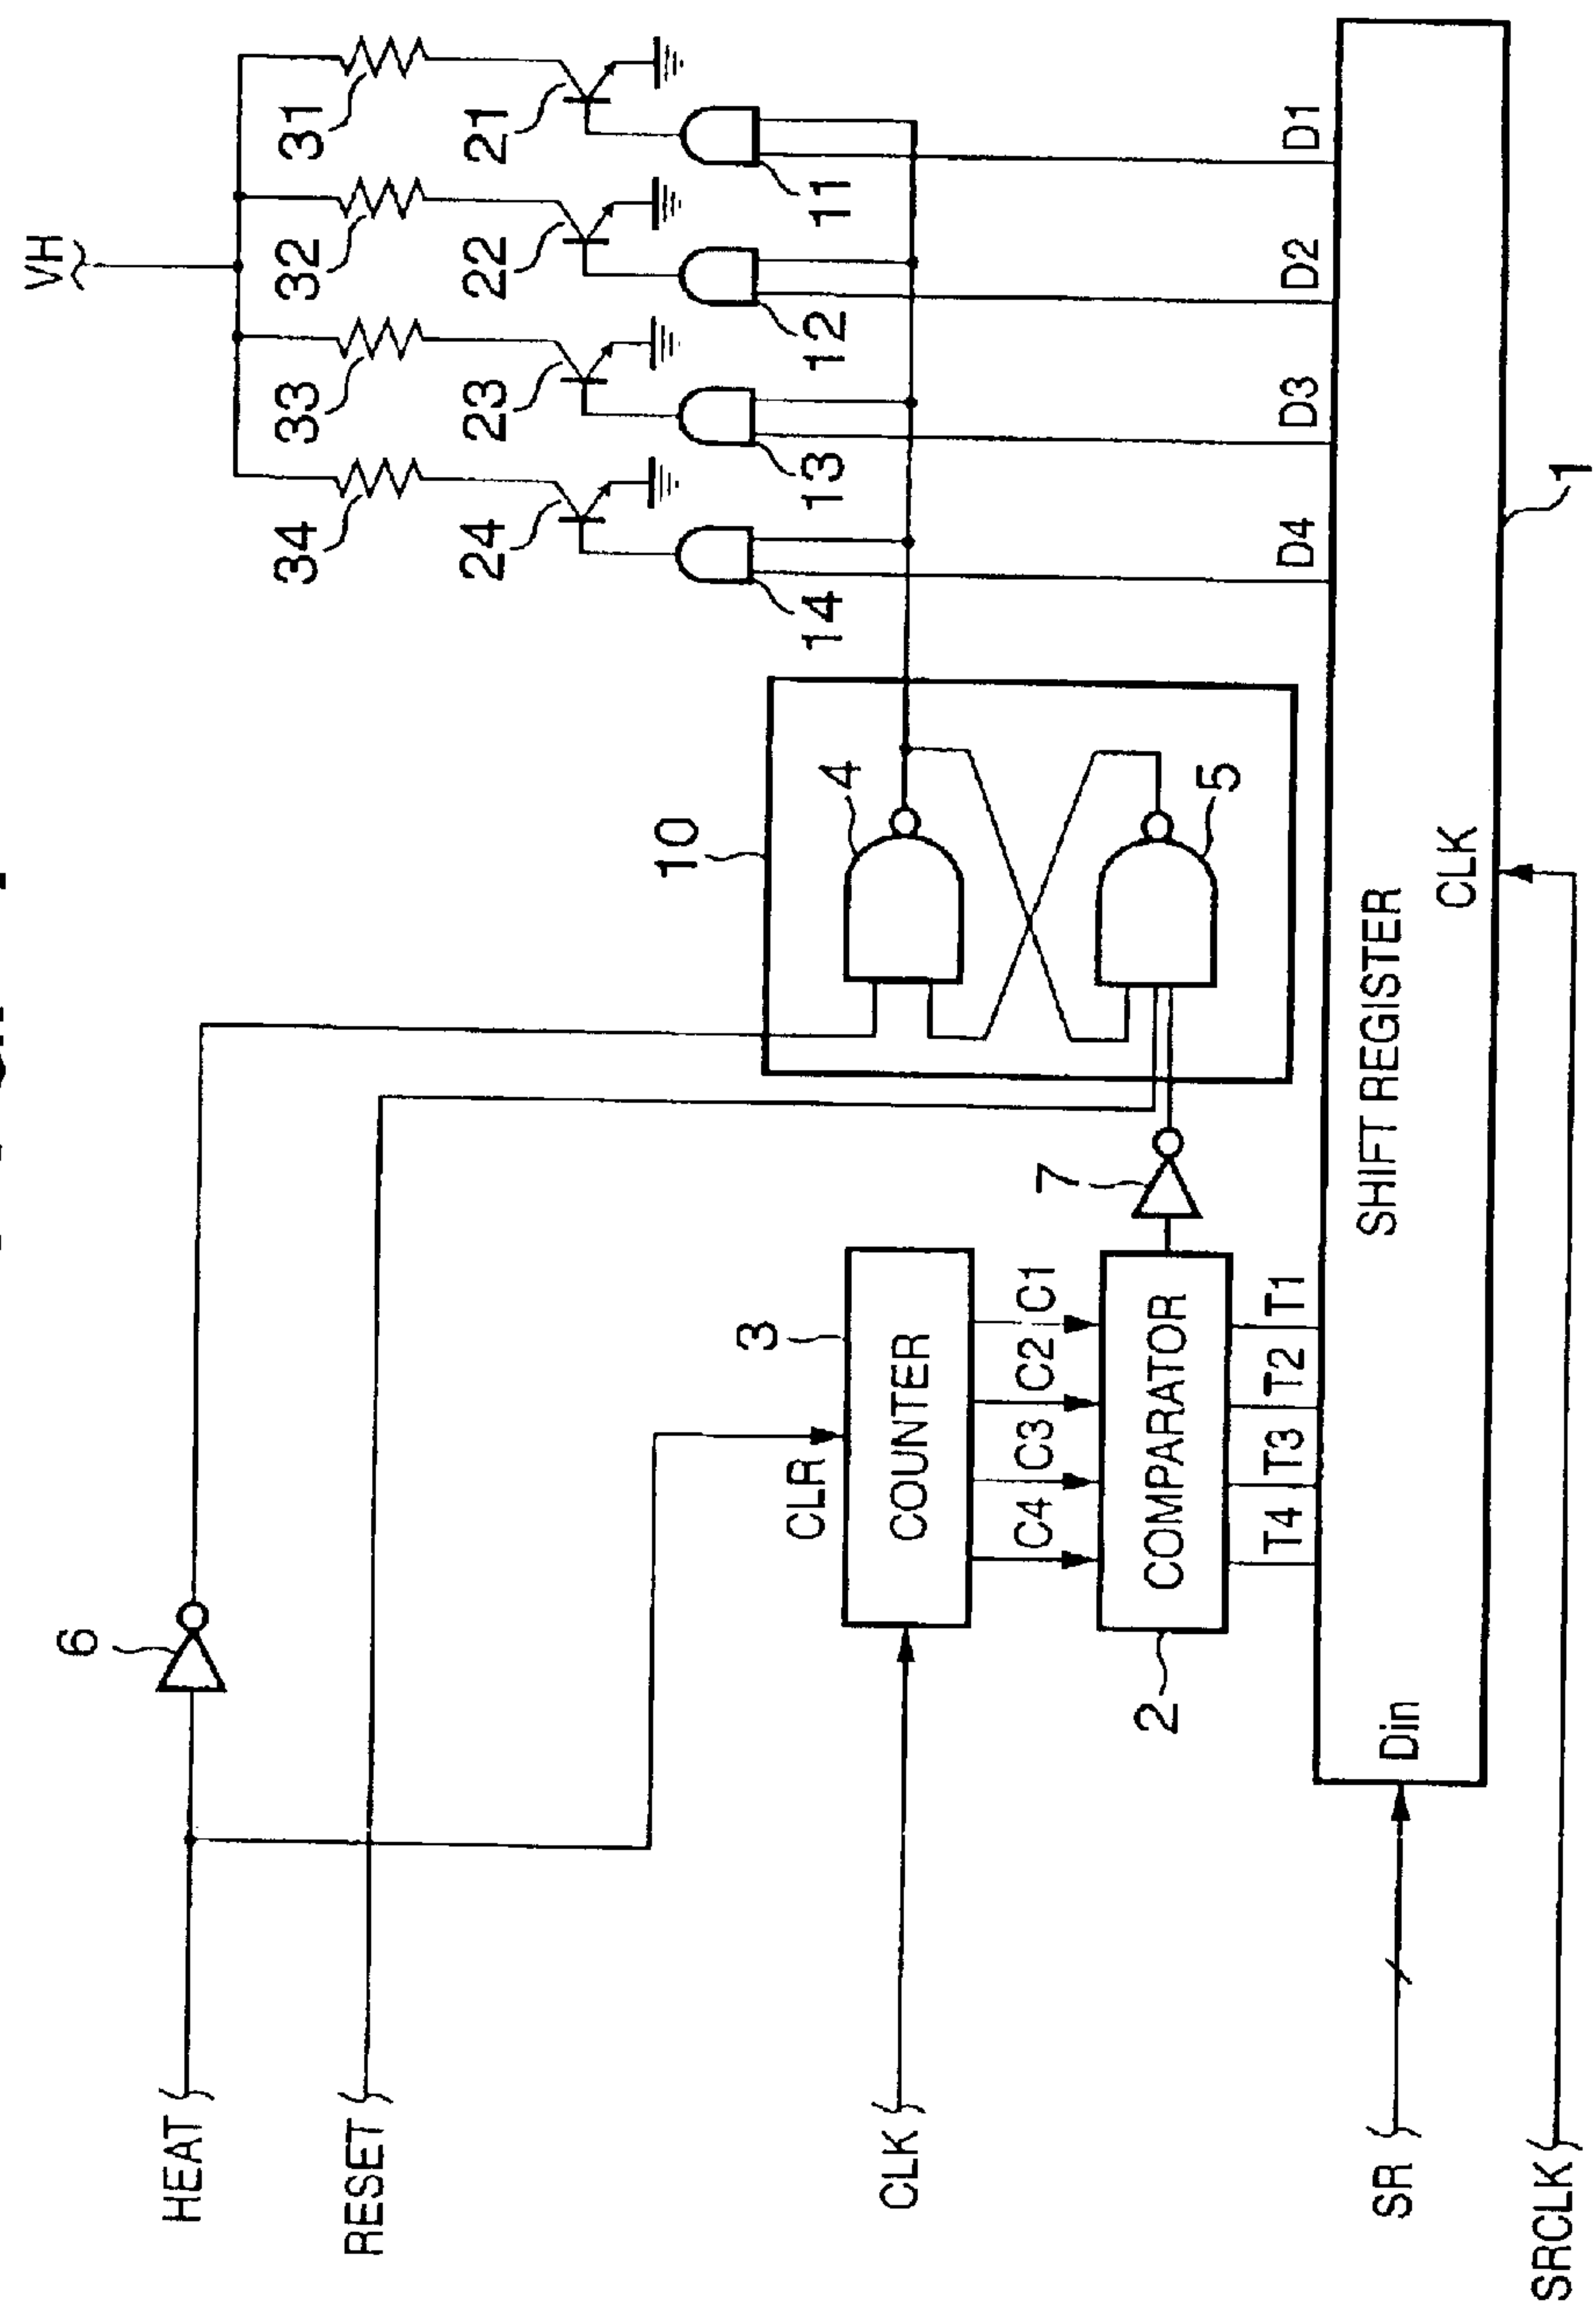 VH
31
32
33
34
21
22
23
24
11
12
13
14
HEAT
6
RESET
10
4
5
7
CLR
3
CLK
COUNTER
C4
C3
C2
C1
2
COMPARATOR
T4
T3
T2
T1
D4
D3
D2
D1
SR
Din
SHIFT REGISTER
CLK
1
SRCLK